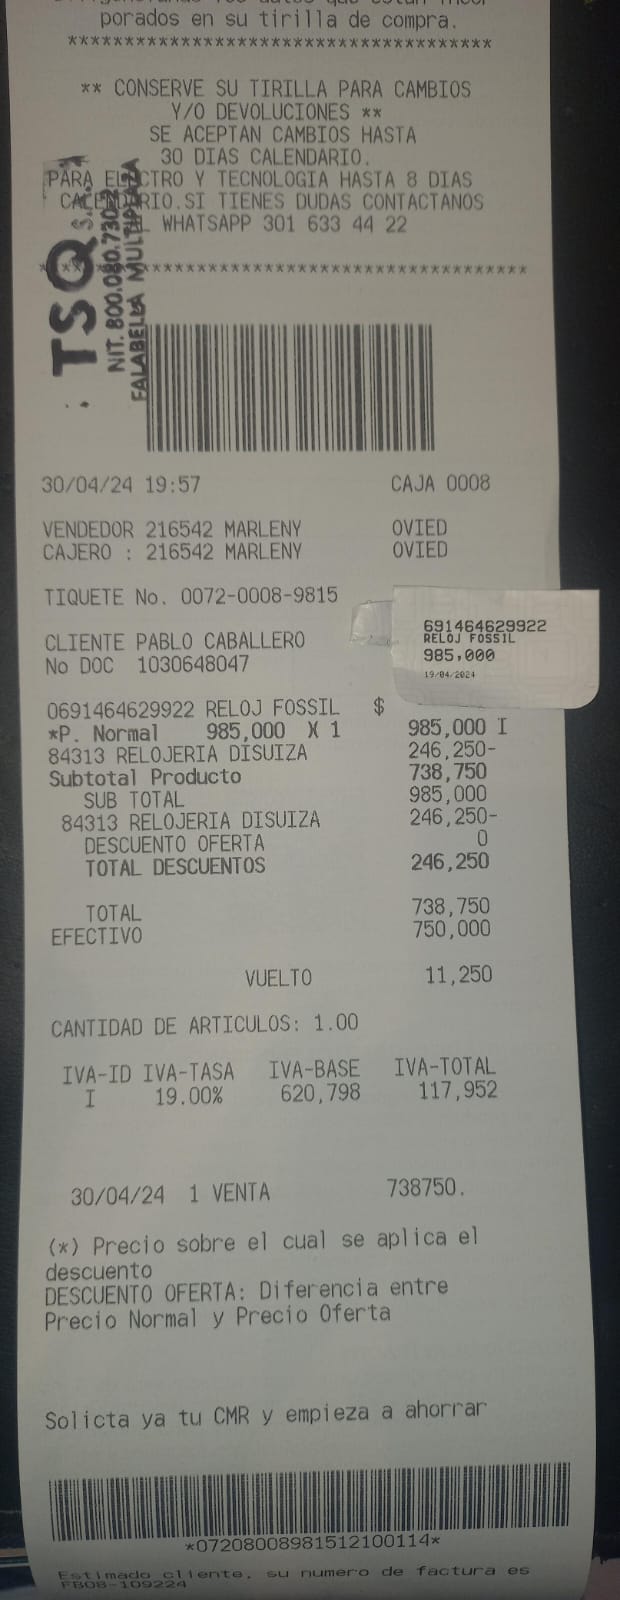 porados en su tirilla de compra.
****************************************
** CONSERVE SU TIRILLA PARA CAMBIOS
Y/O DEVOLUCIONES **
SE ACEPTAN CAMBIOS HASTA
30 DIAS CALENDARIO.
PARA ELECTRO Y TECNOLOGIA HASTA 8 DIAS
CALENDARIO.SI TIENES DUDAS CONTACTANOS
WHATSAPP 301 633 44 22
TSQ S.A.
NIT. 800.080.730
FALABELLA MULTIPLAZA
30/04/24 19:57 CAJA 0008
VENDEDOR 216542 MARLENY OVIED
CAJERO : 216542 MARLENY OVIED
TIQUETE No. 0072-0008-9815
691464629922
RELOJ FOSSIL
985,000
19/04/2024
CLIENTE PABLO CABALLERO
No DOC 1030648047
0691464629922 RELOJ FOSSIL $
*P. Normal 985,000 X 1 985,000 I
84313 RELOJERIA DISUIZA 246,250-
Subtotal Producto 738,750
SUB TOTAL 985,000
84313 RELOJERIA DISUIZA 246,250-
DESCUENTO OFERTA 0
TOTAL DESCUENTOS 246,250
TOTAL 738,750
EFECTIVO 750,000
VUELTO 11,250
CANTIDAD DE ARTICULOS: 1.00
IVA-ID IVA-TASA IVA-BASE IVA-TOTAL
I 19.00% 620,798 117,952
30/04/24 1 VENTA 738750.
(*) Precio sobre el cual se aplica el
descuento
DESCUENTO OFERTA: Diferencia entre
Precio Normal y Precio Oferta
Solicta ya tu CMR y empieza a ahorrar
*07208008981512100114*
Estimado cliente, su numero de factura es
FB08-109224